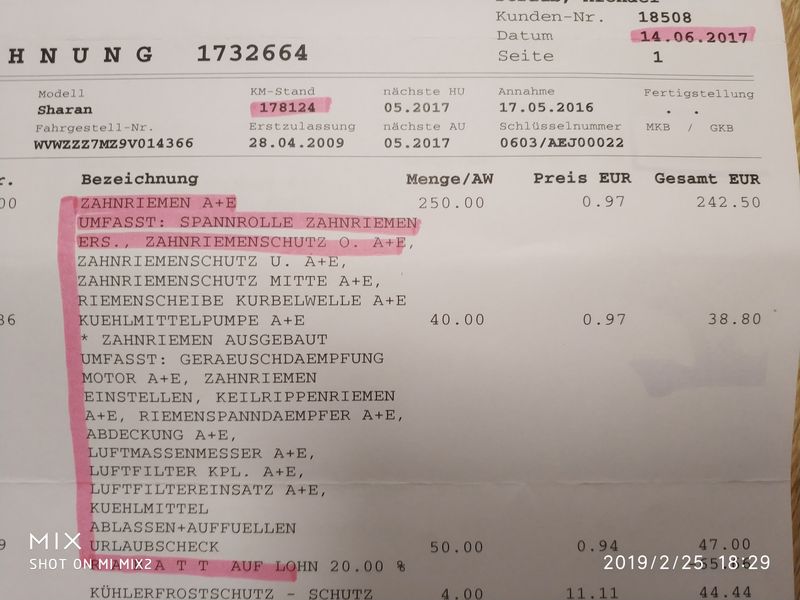 Kunden-Nr. 18508
Datum 14.06.2017
HNUNG 1732664
Seite 1
Modell KM-Stand nächste HU Annahme Fertigstellung
Sharan 178124 05.2017 17.05.2016 . .
Fahrgestell-Nr. Erstzulassung nächste AU Schlüsselnummer MKB / GKB
WVWZZZ7MZ9V014366 28.04.2009 05.2017 0603/AEJ00022
r. Bezeichnung Menge/AW Preis EUR Gesamt EUR
00 ZAHNRIEMEN A+E 250.00 0.97 242.50
UMFASST: SPANNROLLE ZAHNRIEMEN
ERS., ZAHNRIEMENSCHUTZ O. A+E,
ZAHNRIEMENSCHUTZ U. A+E,
ZAHNRIEMENSCHUTZ MITTE A+E,
RIEMENSCHEIBE KURBELWELLE A+E
36 KUEHLMITTELPUMPE A+E 40.00 0.97 38.80
* ZAHNRIEMEN AUSGEBAUT
UMFASST: GERAEUSCHDAEMPFUNG
MOTOR A+E, ZAHNRIEMEN
EINSTELLEN, KEILRIPPENRIEMEN
A+E, RIEMENSPANNDAEMPFER A+E,
ABDECKUNG A+E,
LUFTMASSENMESSER A+E,
LUFTFILTER KPL. A+E,
LUFTFILTEREINSATZ A+E,
KUEHLMITTEL
ABLASSEN+AUFFUELLEN
9 URLAUBSCHECK 50.00 0.94 47.00
R A B A T T AUF LOHN 20.00 %
KÜHLERFROSTSCHUTZ - SCHUTZ 4.00 11.11 44.44
MIX
SHOT ON MI MIX2
2019/2/25 18:29